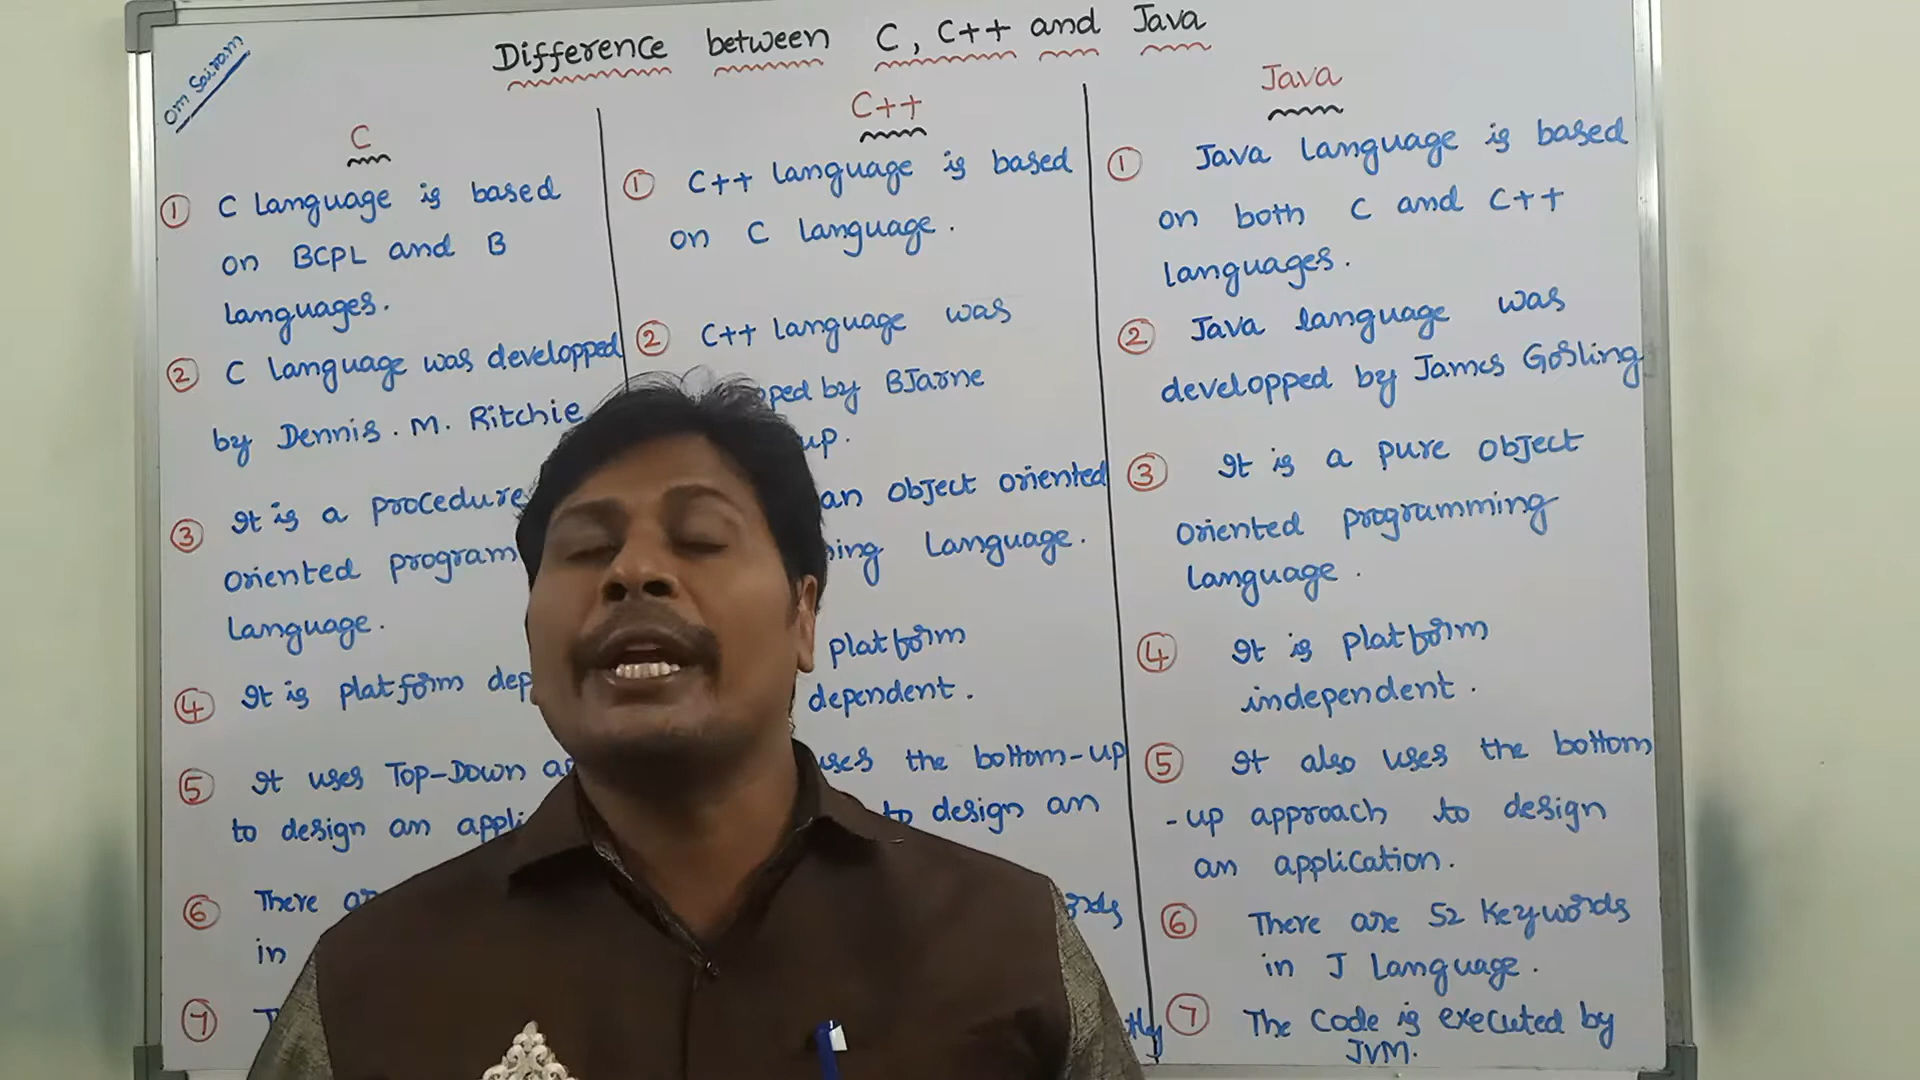 Om Sairam
Difference between C, C++ and Java
C
① C Language is based
on BCPL and B
languages.
② C language was developped
by Dennis. M. Ritchie
③ It is a procedure
oriented program
Language.
④ It is platform dep
⑤ It uses Top-Down
to design an appli
⑥ There
in
⑦
C++
① C++ language is based
on C language.
② C++ language was
pped by BJarne
up.
an object oriented
ing Language.
platform
dependent.
uses the bottom-up
to design an
Java
① Java language is based
on both C and C++
languages.
② Java language was
developped by James Gosling
③ It is a pure object
oriented programming
language.
④ It is platform
independent.
⑤ It also uses the bottom
-up approach to design
an application.
⑥ There are 52 keywords
in J Language.
⑦ The Code is executed by
JVM.